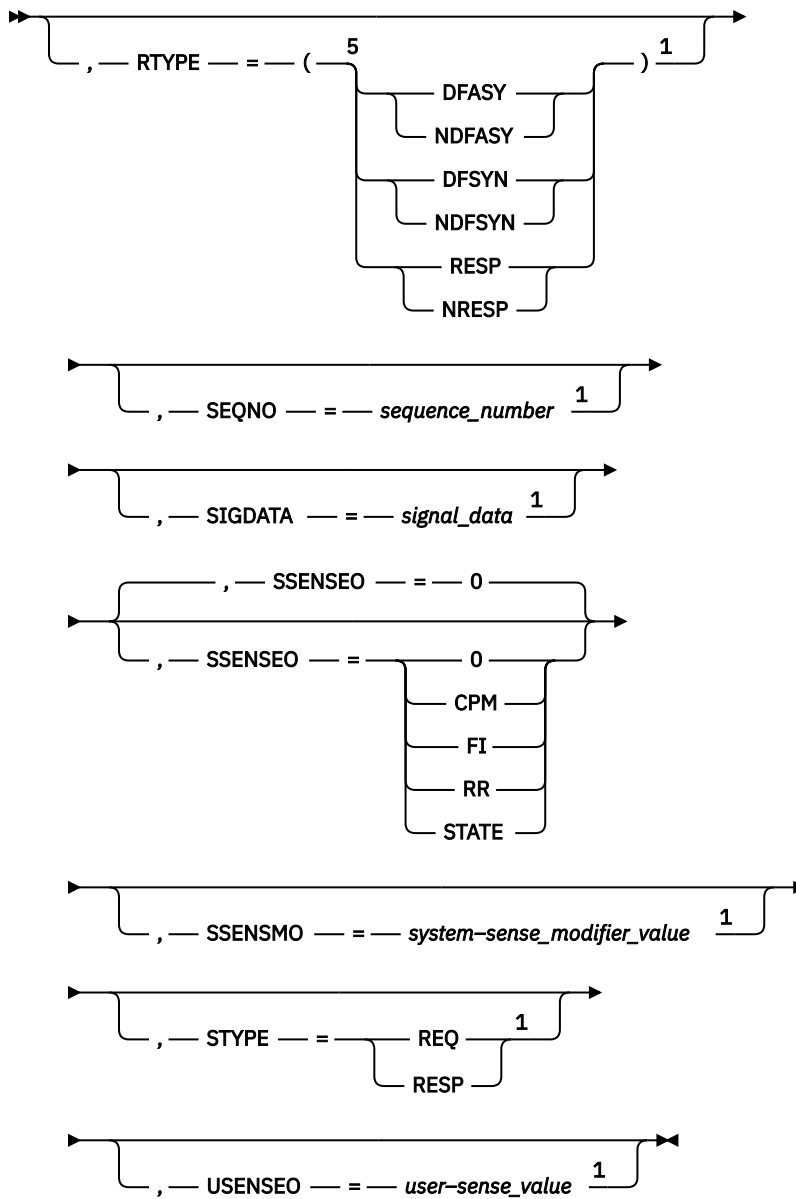 , RTYPE = ( 5 ) 1
DFASY
NDFASY
DFSYN
NDFSYN
RESP
NRESP
, SEQNO = sequence_number 1
, SIGDATA = signal_data 1
, SSENSEO = 0
, SSENSEO = 0
CPM
FI
RR
STATE
, SSENSMO = system–sense_modifier_value 1
, STYPE = REQ 1
RESP
, USENSEO = user–sense_value 1